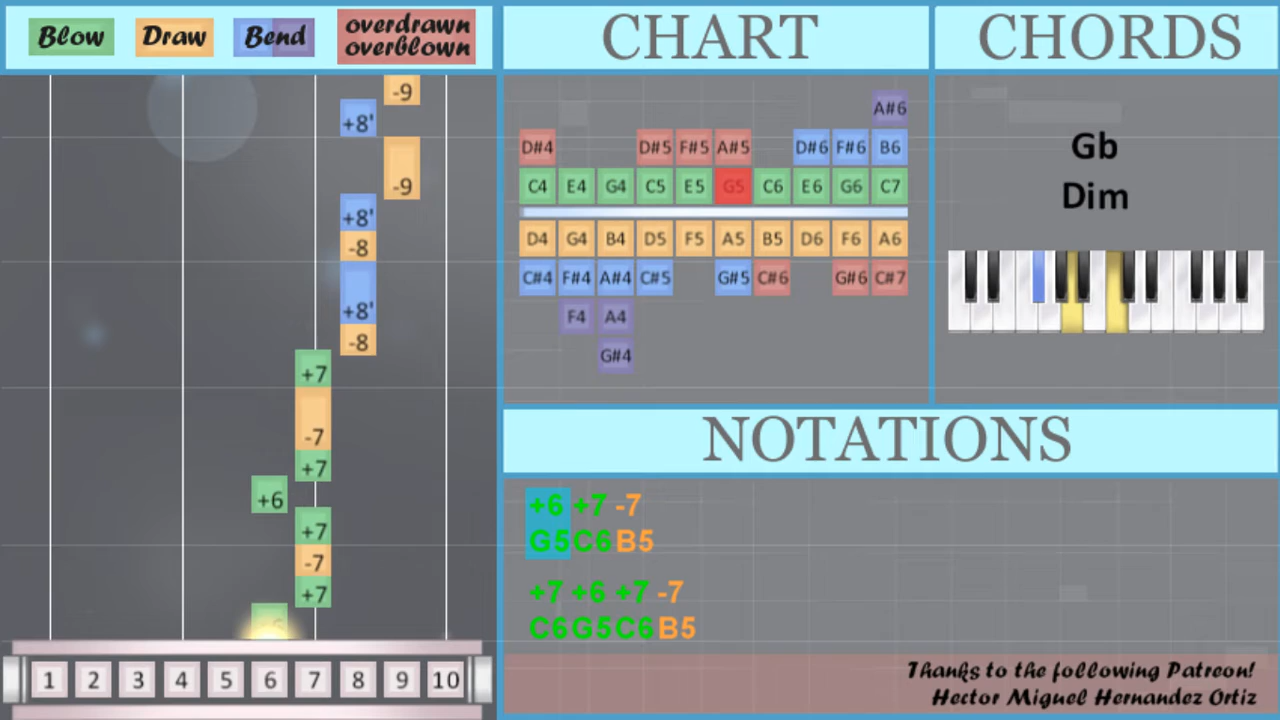 Blow
Draw
Bend
overdrawn
overblown
CHART
CHORDS
-9
+8'
-9
+8'
-8
+8'
-8
+7
-7
+7
+6
+7
-7
+7
1 2 3 4 5 6 7 8 9 10
A#6
D#4 D#5 F#5 A#5 D#6 F#6 B6
C4 E4 G4 C5 E5 G5 C6 E6 G6 C7
D4 G4 B4 D5 F5 A5 B5 D6 F6 A6
C#4 F#4 A#4 C#5 G#5 C#6 G#6 C#7
F4 A4
G#4
Gb
Dim
NOTATIONS
+6 +7 -7
G5 C6 B5
+7 +6 +7 -7
C6 G5 C6 B5
Thanks to the following Patreon!
Hector Miguel Hernandez Ortiz